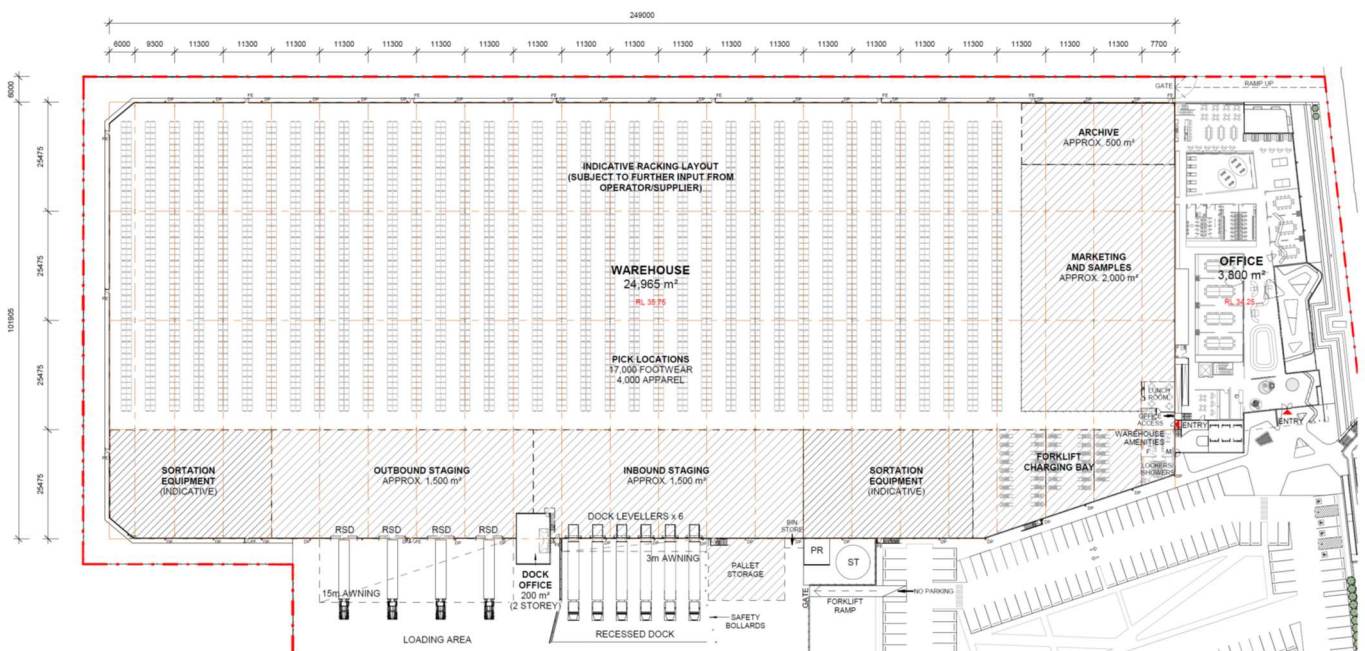 249000
6000 9300 11300 11300 11300 11300 11300 11300 11300 11300 11300 11300 11300 11300 11300 11300 11300 11300 11300 11300 11300 11300 7700
6000
25475
25475
25475
25475
101905
GATE
RAMP UP
ARCHIVE
APPROX. 500 m²
INDICATIVE RACKING LAYOUT
(SUBJECT TO FURTHER INPUT FROM
OPERATOR/SUPPLIER)
WAREHOUSE
24,965 m²
RL 35.75
MARKETING
AND SAMPLES
APPROX. 2,000 m²
OFFICE
3,800 m²
RL 34.25
PICK LOCATIONS
17,000 FOOTWEAR
4,000 APPAREL
LUNCH
ROOM
OFFICE
ACCESS
ENTRY
ENTRY
WAREHOUSE
AMENITIES
F M
LOCKERS/
SHOWERS
SORTATION
EQUIPMENT
(INDICATIVE)
OUTBOUND STAGING
APPROX. 1,500 m²
INBOUND STAGING
APPROX. 1,500 m²
SORTATION
EQUIPMENT
(INDICATIVE)
FORKLIFT
CHARGING BAY
RSD RSD RSD RSD
DOCK LEVELLERS x 6
BIN
STORE
3m AWNING
PR
ST
PALLET
STORAGE
DOCK
OFFICE
200 m²
(2 STOREY)
15m AWNING
GATE
FORKLIFT
RAMP
NO PARKING
SAFETY
BOLLARDS
LOADING AREA
RECESSED DOCK